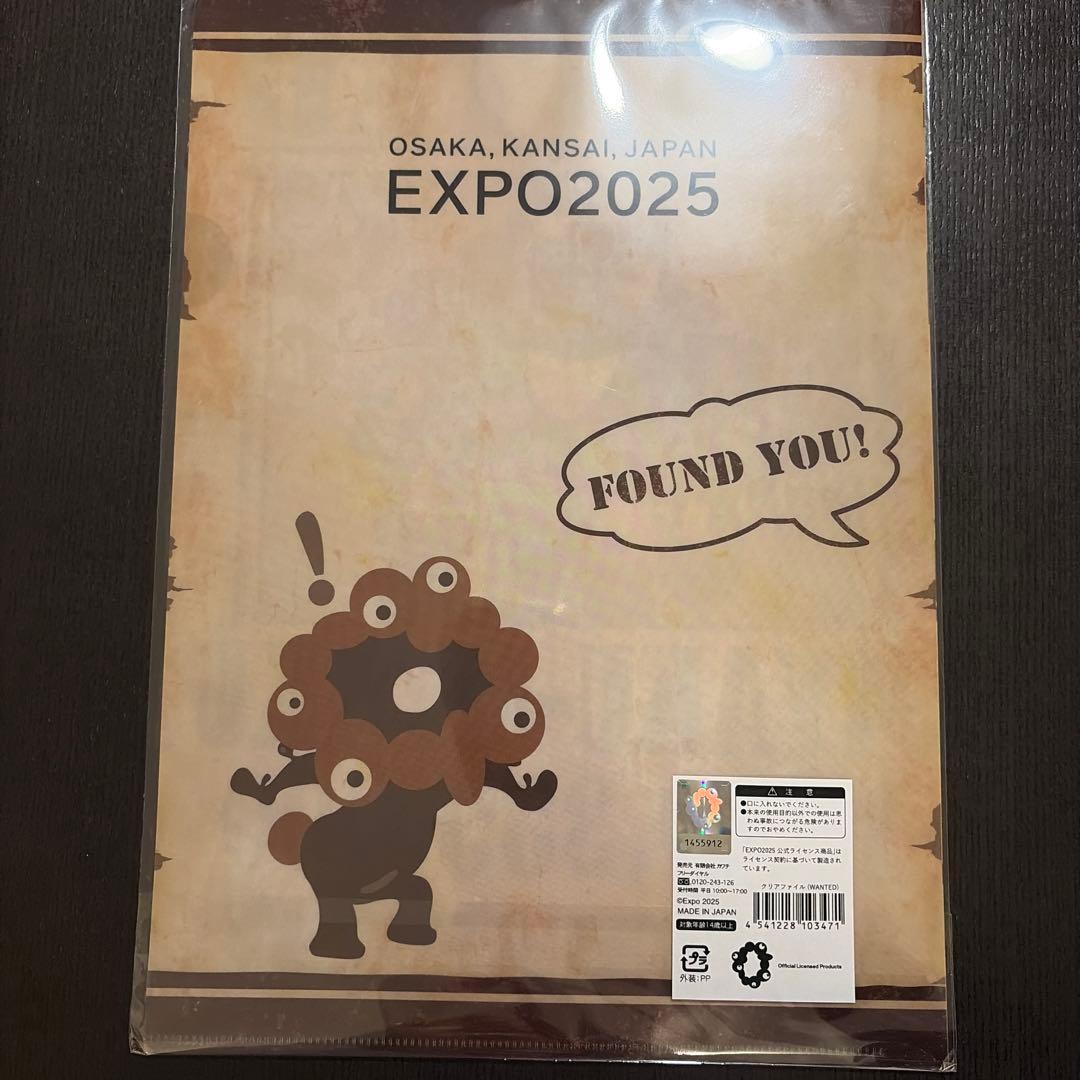 OSAKA, KANSAI, JAPAN
EXPO2025
FOUND YOU!
!
1455912
⚠ 注 意
●口に入れないでください。
●本来の使用目的以外での使用は思
わぬ事故につながる危険がありま
すのでおやめください。
「EXPO2025 公式ライセンス商品」は
ライセンス契約に基づいて製造され
ています。
発売元 有限会社 カワテ
フリーダイヤル
0120-243-126
受付時間 平日 10:00〜17:00
©Expo 2025
MADE IN JAPAN
対象年齢14歳以上
クリアファイル (WANTED)
4 541228 103471
プラ
外装:PP
Official Licensed Products